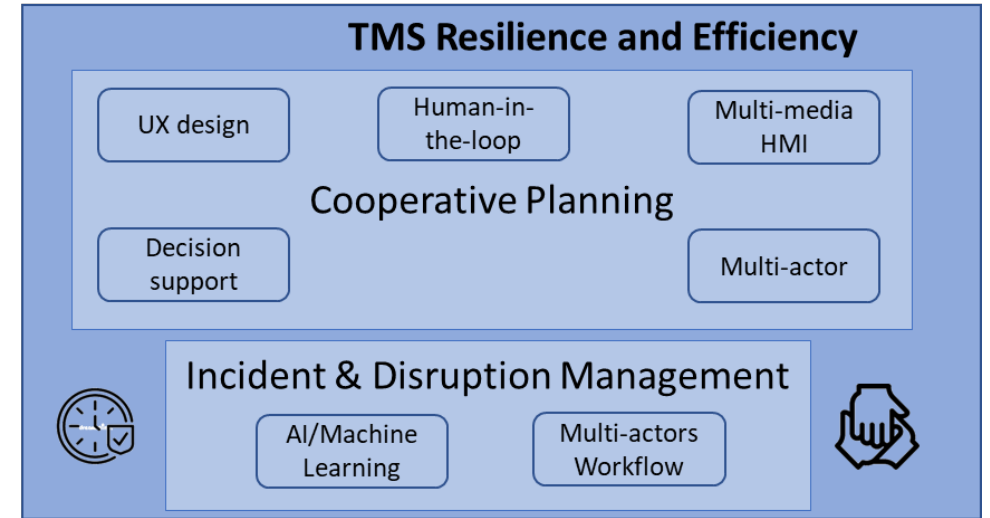 TMS Resilience and Efficiency
UX design
Human-in-
the-loop
Multi-media
HMI
Cooperative Planning
Decision
support
Multi-actor
Incident & Disruption Management
AI/Machine
Learning
Multi-actors
Workflow